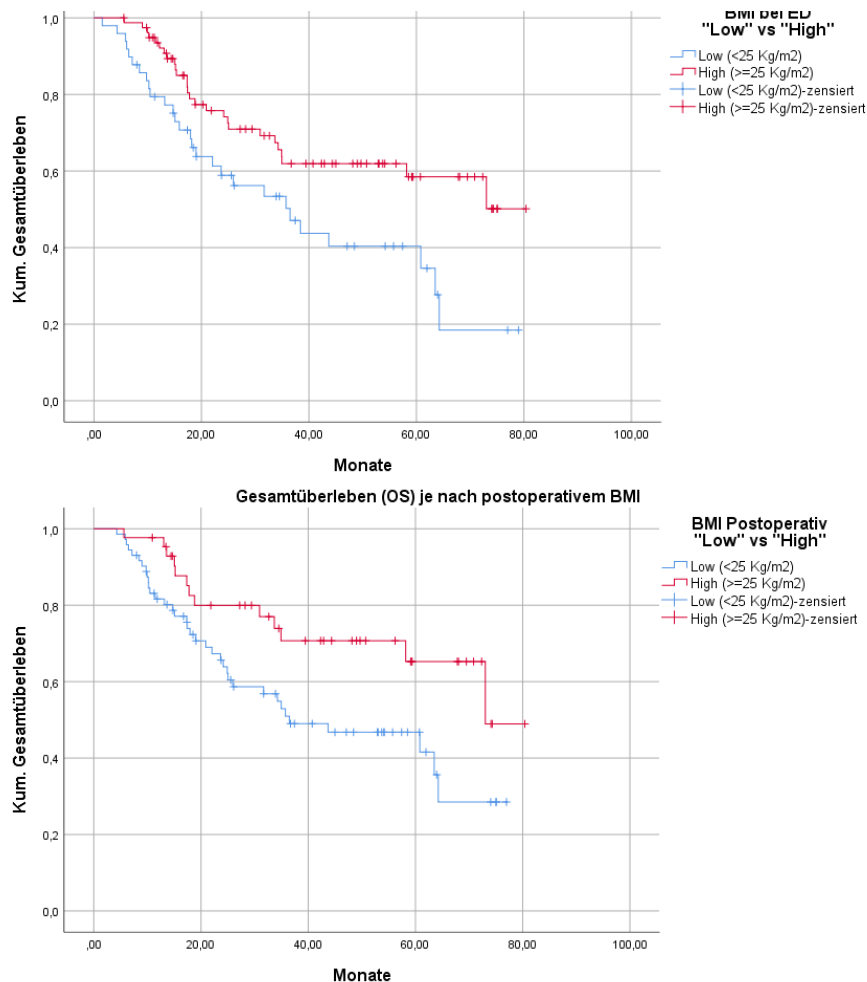 BMI bei ED
"Low" vs "High"
Low (<25 Kg/m2)
High (>=25 Kg/m2)
Low (<25 Kg/m2)-zensiert
High (>=25 Kg/m2)-zensiert
Kum. Gesamtüberleben
1,0
0,8
0,6
0,4
0,2
0,0
,00 20,00 40,00 60,00 80,00 100,00
Monate
Gesamtüberleben (OS) je nach postoperativem BMI
BMI Postoperativ
"Low" vs "High"
Low (<25 Kg/m2)
High (>=25 Kg/m2)
Low (<25 Kg/m2)-zensiert
High (>=25 Kg/m2)-zensiert
Kum. Gesamtüberleben
1,0
0,8
0,6
0,4
0,2
0,0
,00 20,00 40,00 60,00 80,00 100,00
Monate